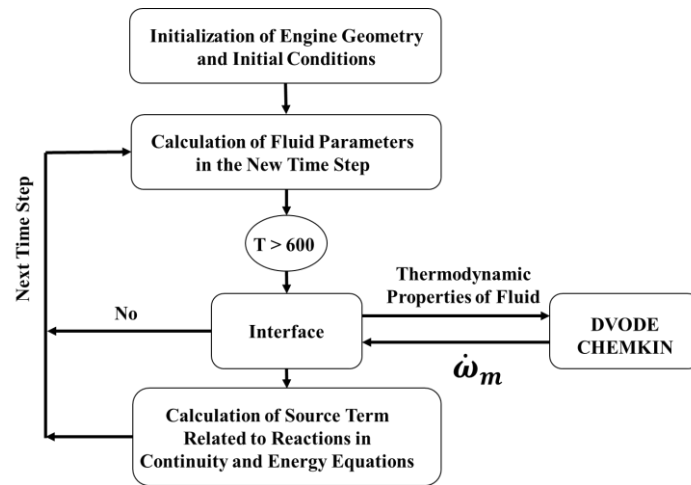 Initialization of Engine Geometry
and Initial Conditions
Calculation of Fluid Parameters
in the New Time Step
Next Time Step
T > 600
Thermodynamic
Properties of Fluid
No
Interface
DVODE
CHEMKIN
ω̇ₘ
Calculation of Source Term
Related to Reactions in
Continuity and Energy Equations